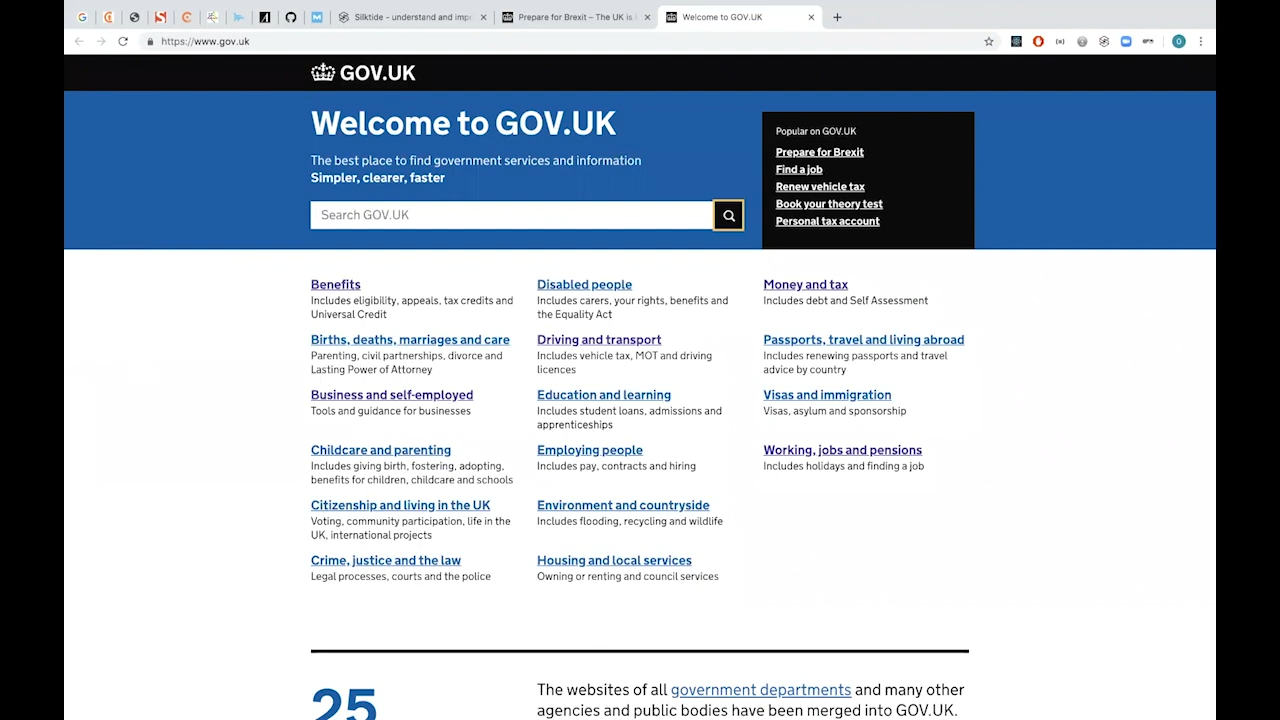 Silktide - understand and impr
Prepare for Brexit – The UK is l
Welcome to GOV.UK
https://www.gov.uk
GOV.UK
Welcome to GOV.UK
The best place to find government services and information
Simpler, clearer, faster
Search GOV.UK
Popular on GOV.UK
Prepare for Brexit
Find a job
Renew vehicle tax
Book your theory test
Personal tax account
Benefits
Includes eligibility, appeals, tax credits and
Universal Credit
Births, deaths, marriages and care
Parenting, civil partnerships, divorce and
Lasting Power of Attorney
Business and self-employed
Tools and guidance for businesses
Childcare and parenting
Includes giving birth, fostering, adopting,
benefits for children, childcare and schools
Citizenship and living in the UK
Voting, community participation, life in the
UK, international projects
Crime, justice and the law
Legal processes, courts and the police
Disabled people
Includes carers, your rights, benefits and
the Equality Act
Driving and transport
Includes vehicle tax, MOT and driving
licences
Education and learning
Includes student loans, admissions and
apprenticeships
Employing people
Includes pay, contracts and hiring
Environment and countryside
Includes flooding, recycling and wildlife
Housing and local services
Owning or renting and council services
Money and tax
Includes debt and Self Assessment
Passports, travel and living abroad
Includes renewing passports and travel
advice by country
Visas and immigration
Visas, asylum and sponsorship
Working, jobs and pensions
Includes holidays and finding a job
25
The websites of all government departments and many other
agencies and public bodies have been merged into GOV.UK.